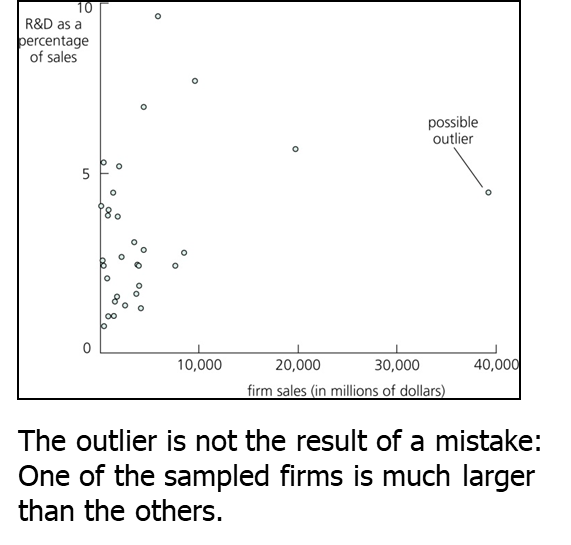 10
R&D as a
percentage
of sales
possible
outlier
5
0
10,000
20,000
30,000
40,000
firm sales (in millions of dollars)
The outlier is not the result of a mistake:
One of the sampled firms is much larger
than the others.